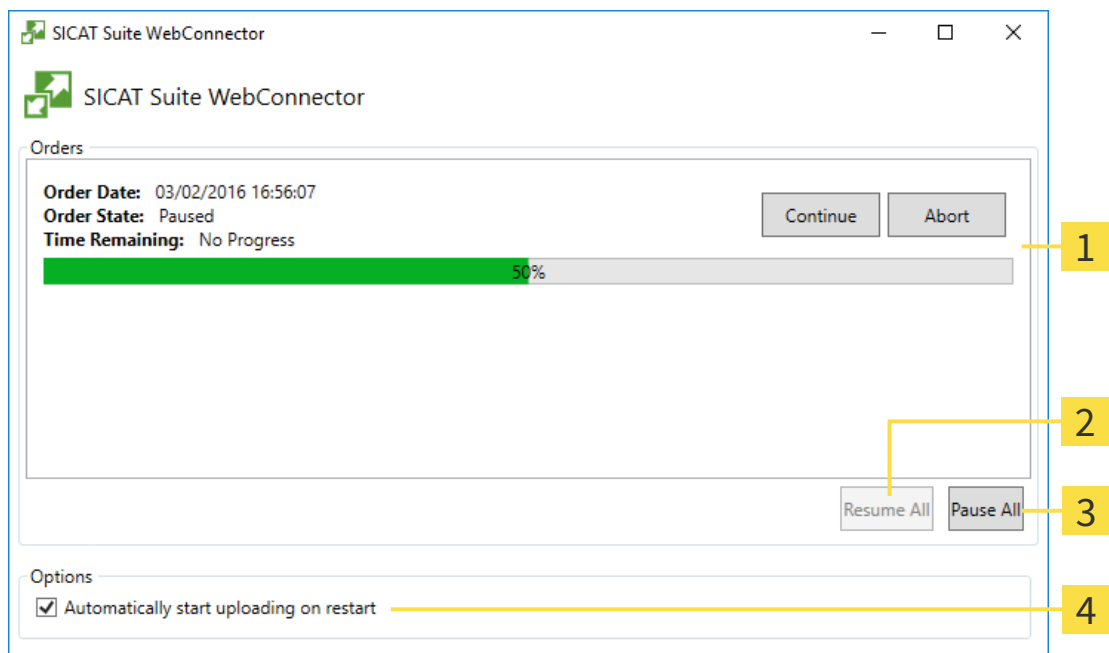 SICAT Suite WebConnector
SICAT Suite WebConnector
Orders
Order Date: 03/02/2016 16:56:07
Order State: Paused
Time Remaining: No Progress
Continue Abort
1
50%
2
Resume All Pause All
3
Options
Automatically start uploading on restart
4